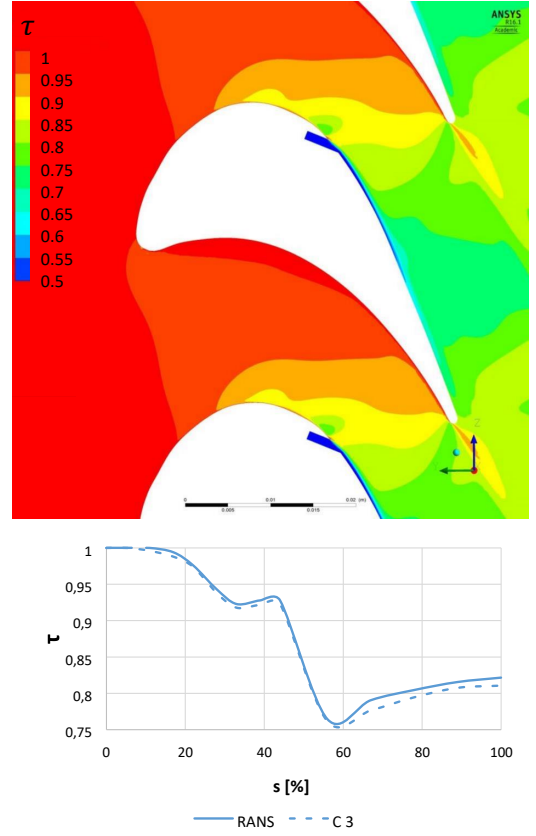 τ
ANSYS
R16.1
Academic
1
0.95
0.9
0.85
0.8
0.75
0.7
0.65
0.6
0.55
0.5
Z
0 0.01 0.02 (m)
0.005 0.015
1
0,95
0,9
0,85
0,8
0,75
τ
0 20 40 60 80 100
s [%]
RANS C 3